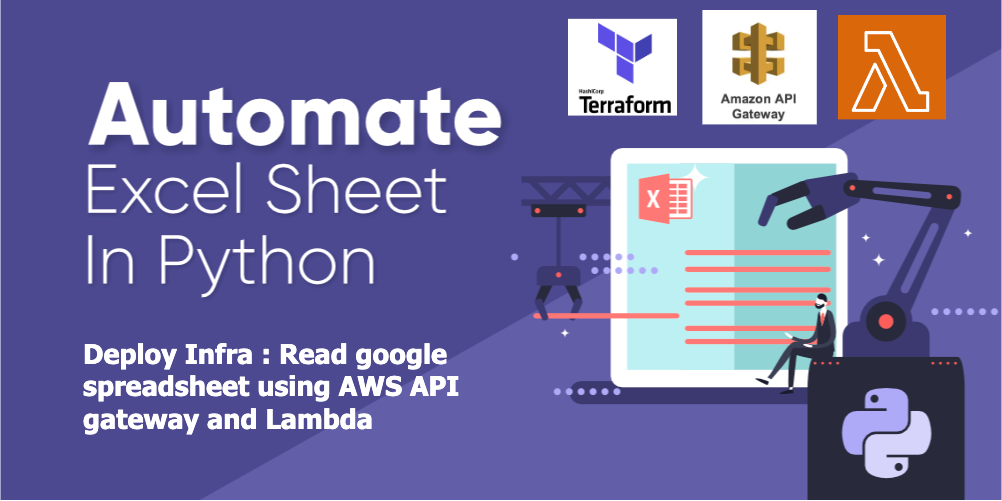 HashiCorp
Terraform
Amazon API
Gateway
Automate
Excel Sheet
In Python
X
Deploy Infra : Read google
spreadsheet using AWS API
gateway and Lambda